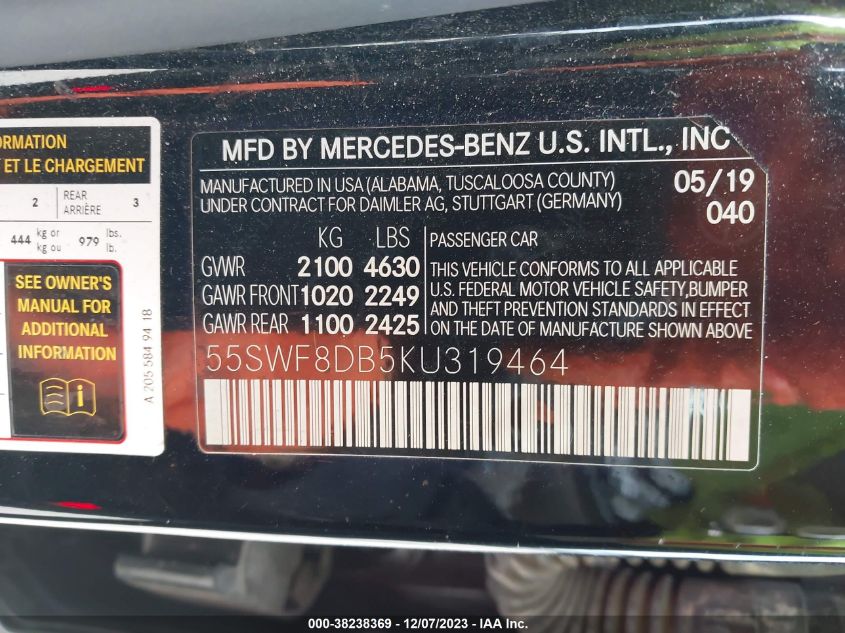 ORMATION
ET LE CHARGEMENT
2 REAR ARRIÈRE 3
444 kg or kg ou 979 lbs. lb.
SEE OWNER'S
MANUAL FOR
ADDITIONAL
INFORMATION
A 205 584 94 18
MFD BY MERCEDES-BENZ U.S. INTL., INC
MANUFACTURED IN USA (ALABAMA, TUSCALOOSA COUNTY)
UNDER CONTRACT FOR DAIMLER AG, STUTTGART (GERMANY)
05/19
040
KG LBS
GVWR 2100 4630
GAWR FRONT 1020 2249
GAWR REAR 1100 2425
PASSENGER CAR
THIS VEHICLE CONFORMS TO ALL APPLICABLE
U.S. FEDERAL MOTOR VEHICLE SAFETY,BUMPER
AND THEFT PREVENTION STANDARDS IN EFFECT
ON THE DATE OF MANUFACTURE SHOWN ABOVE
55SWF8DB5KU319464
000-38238369 - 12/07/2023 - IAA Inc.